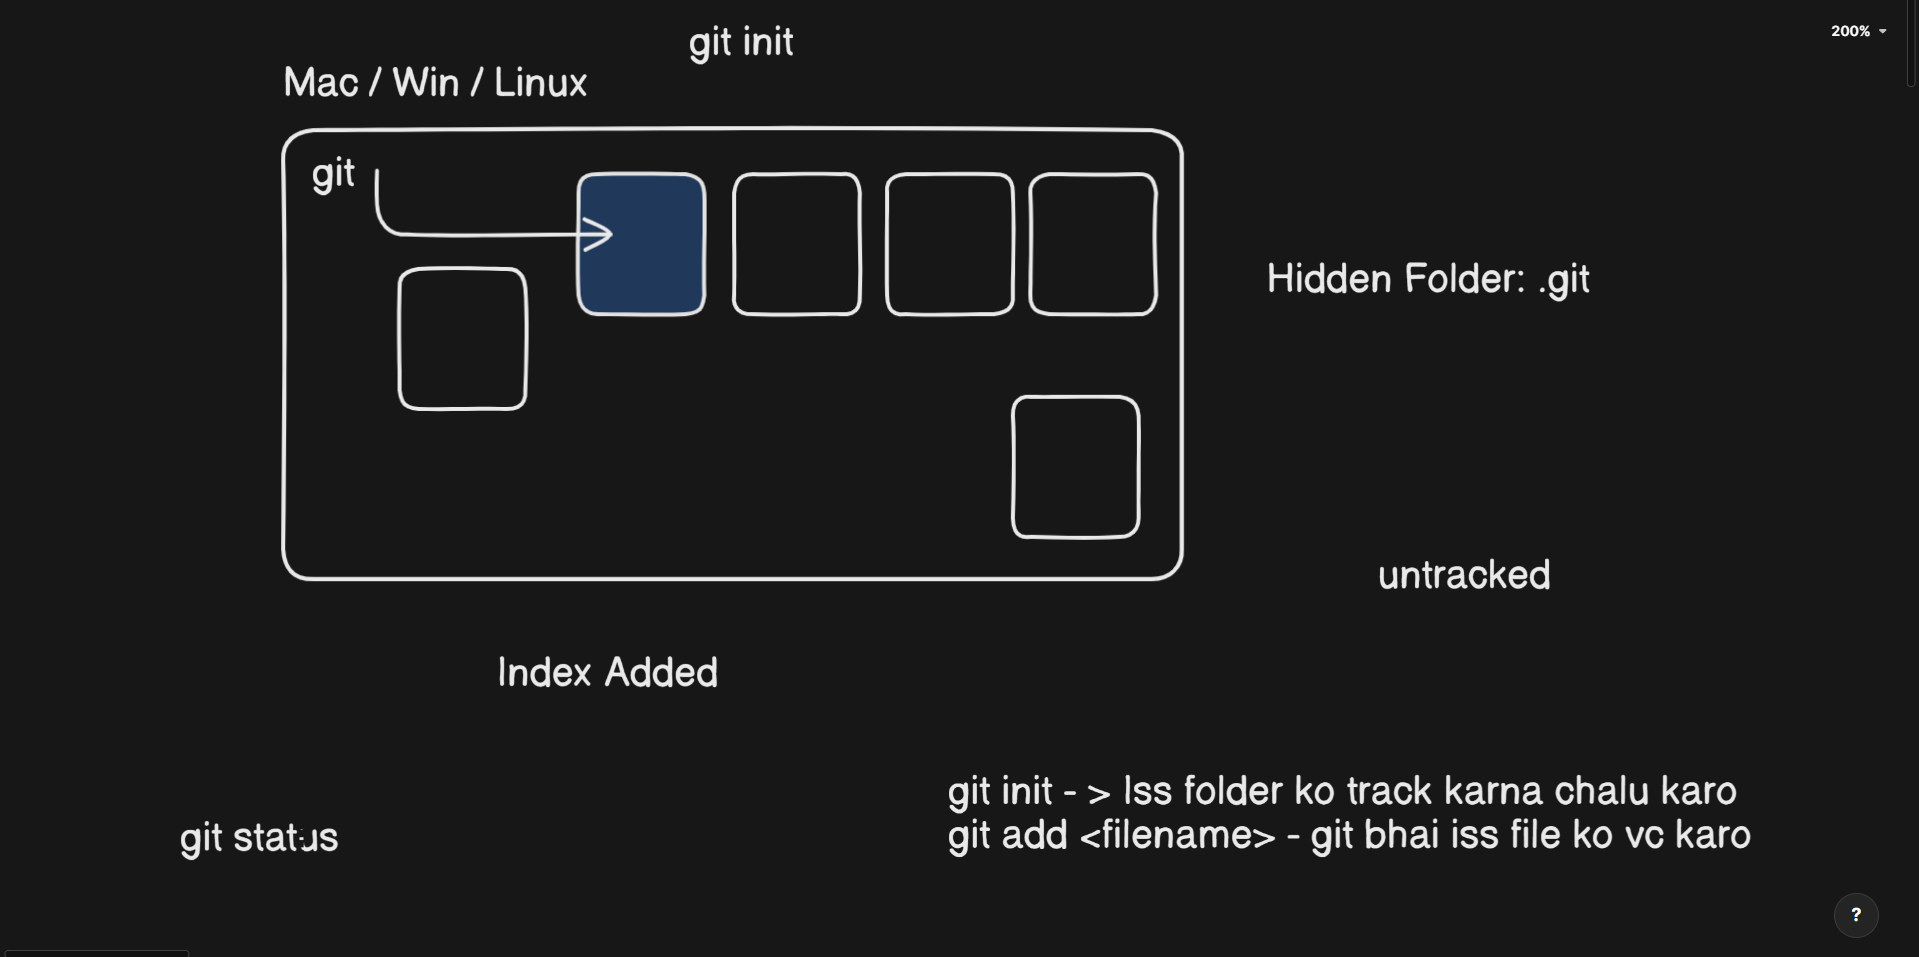 git init
200%
Mac / Win / Linux
git
Hidden Folder: .git
untracked
Index Added
git init - > Iss folder ko track karna chalu karo
git add <filename> - git bhai iss file ko vc karo
git status
?